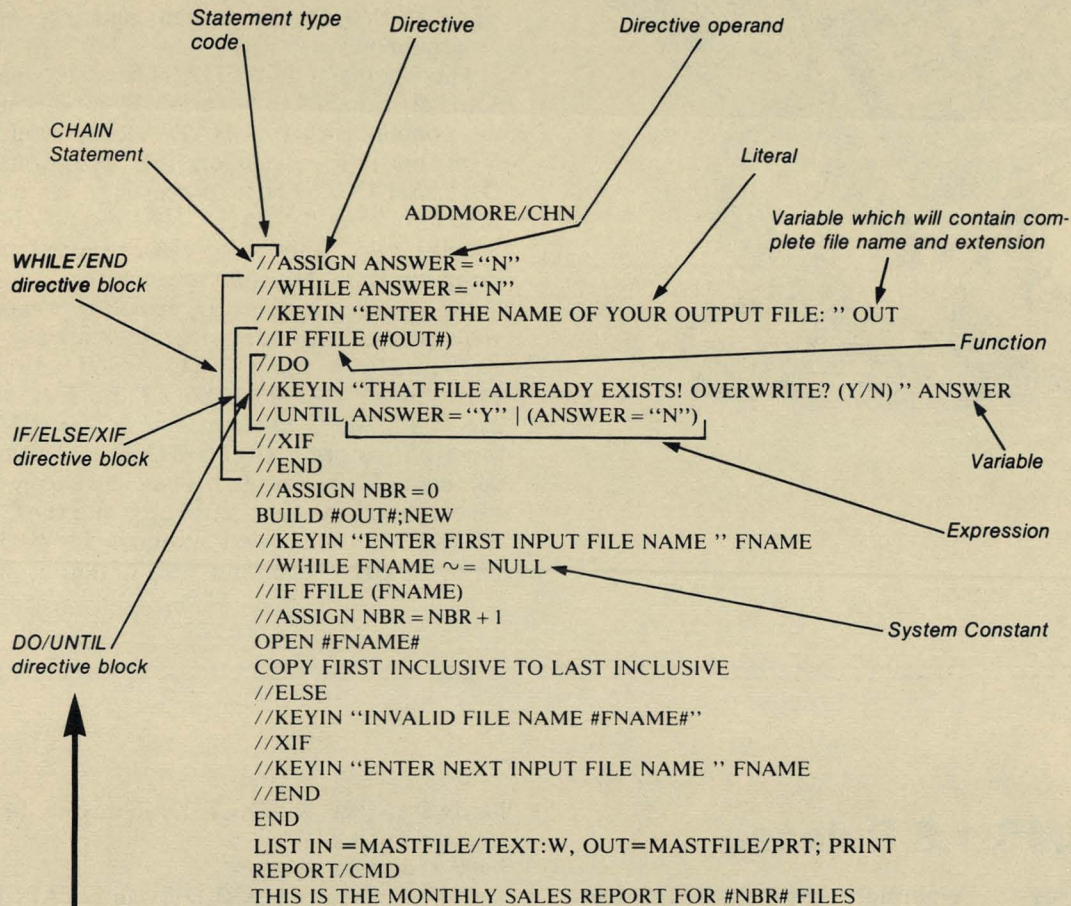 Statement type
code
Directive
Directive operand
CHAIN
Statement
Literal
ADDMORE/CHN
Variable which will contain com-
plete file name and extension
WHILE/END
directive block
//ASSIGN ANSWER = “N”
//WHILE ANSWER = “N”
//KEYIN “ENTER THE NAME OF YOUR OUTPUT FILE: ” OUT
//IF FFILE (#OUT#)
Function
//DO
//KEYIN “THAT FILE ALREADY EXISTS! OVERWRITE? (Y/N) ” ANSWER
//UNTIL ANSWER = “Y” | (ANSWER = “N”)
IF/ELSE/XIF
directive block
//XIF
Variable
//END
//ASSIGN NBR = 0
BUILD #OUT#;NEW
Expression
//KEYIN “ENTER FIRST INPUT FILE NAME ” FNAME
//WHILE FNAME ~= NULL
//IF FFILE (FNAME)
//ASSIGN NBR = NBR + 1
System Constant
DO/UNTIL
directive block
OPEN #FNAME#
COPY FIRST INCLUSIVE TO LAST INCLUSIVE
//ELSE
//KEYIN “INVALID FILE NAME #FNAME#”
//XIF
//KEYIN “ENTER NEXT INPUT FILE NAME ” FNAME
//END
END
LIST IN =MASTFILE/TEXT:W, OUT=MASTFILE/PRT; PRINT
REPORT/CMD
THIS IS THE MONTHLY SALES REPORT FOR #NBR# FILES